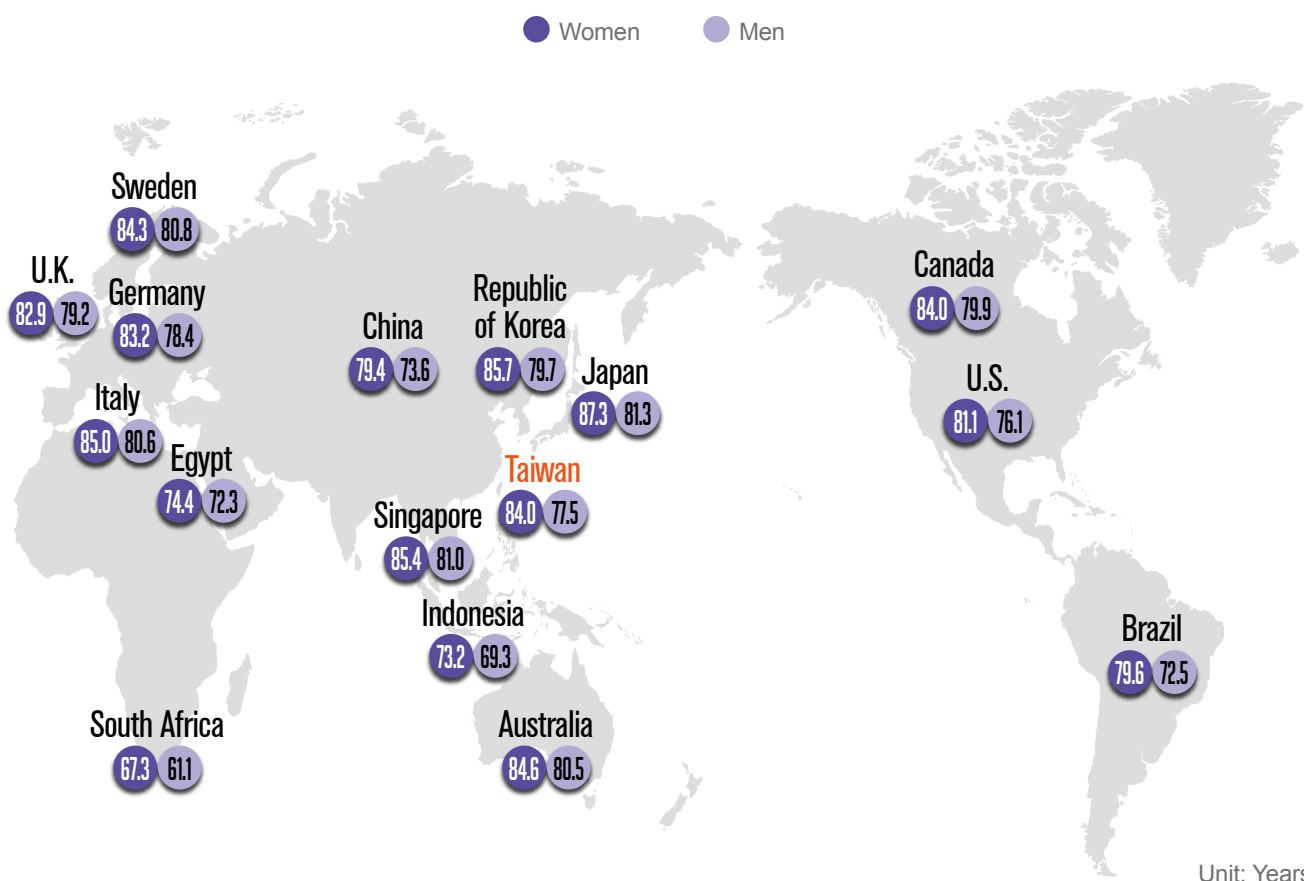 Women
Men
Sweden
84.3 80.8
U.K.
82.9 79.2
Germany
83.2 78.4
Italy
85.0 80.6
Egypt
74.4 72.3
South Africa
67.3 61.1
China
79.4 73.6
Republic
of Korea
85.7 79.7
Japan
87.3 81.3
Taiwan
84.0 77.5
Singapore
85.4 81.0
Indonesia
73.2 69.3
Australia
84.6 80.5
Canada
84.0 79.9
U.S.
81.1 76.1
Brazil
79.6 72.5
Unit: Years